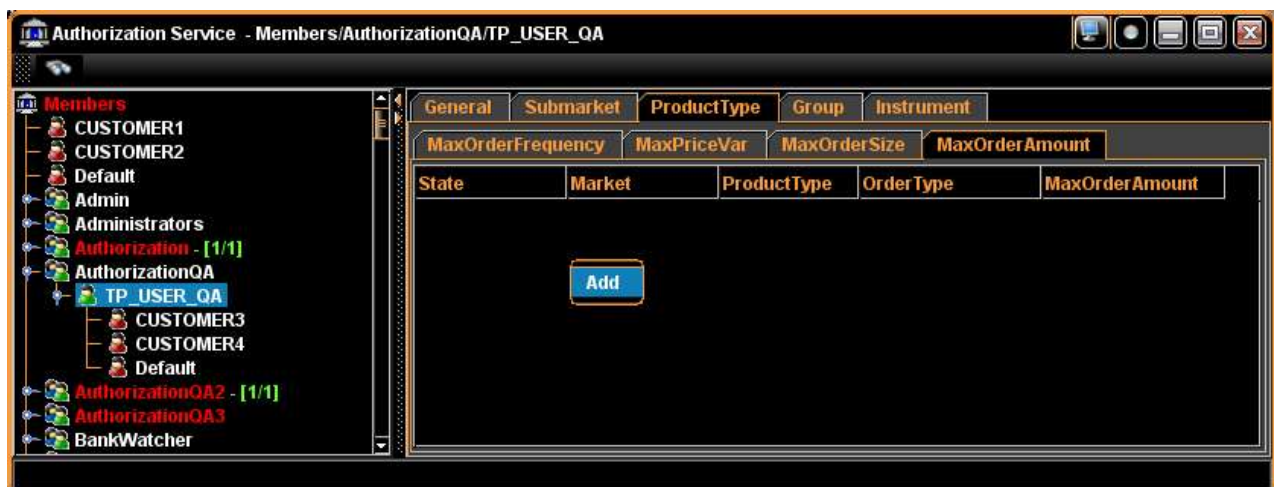 Authorization Service - Members/AuthorizationQA/TP_USER_QA
Members
CUSTOMER1
CUSTOMER2
Default
Admin
Administrators
Authorization - [1/1]
AuthorizationQA
TP_USER_QA
CUSTOMER3
CUSTOMER4
Default
AuthorizationQA2 - [1/1]
AuthorizationQA3
BankWatcher
General Submarket ProductType Group Instrument
MaxOrderFrequency MaxPriceVar MaxOrderSize MaxOrderAmount
State Market ProductType OrderType MaxOrderAmount
Add